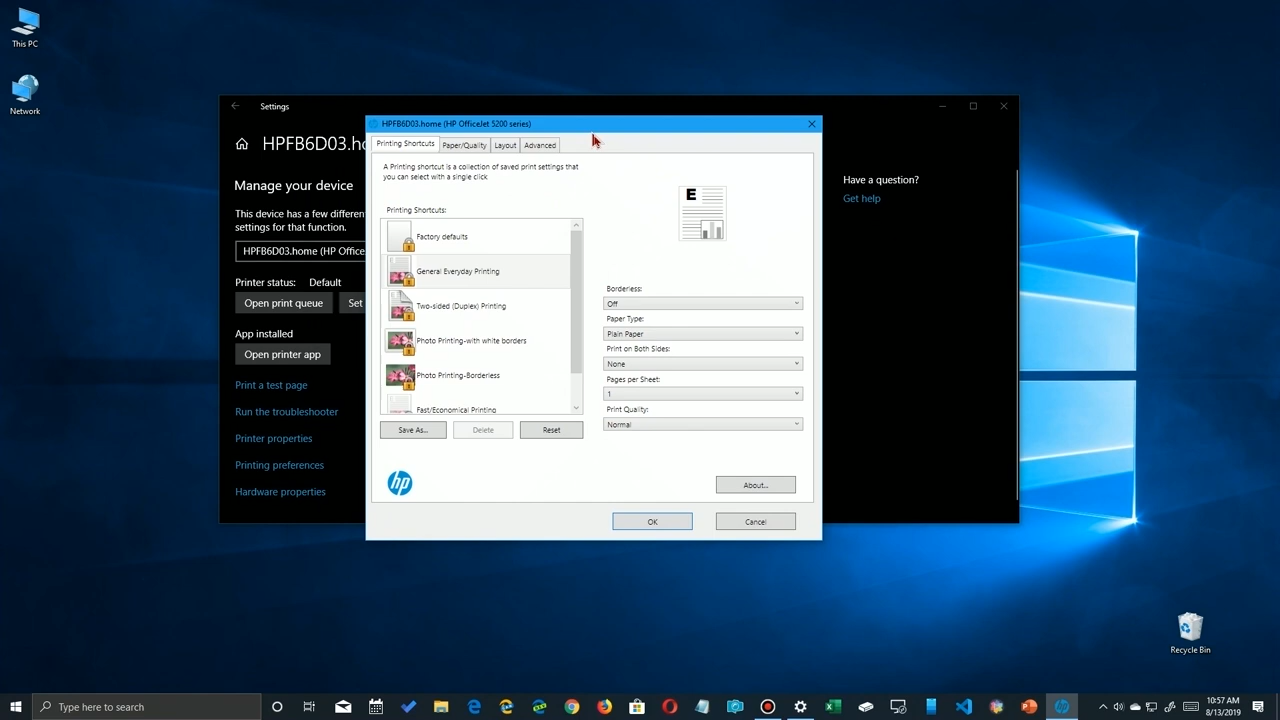 This PC
Network
Settings
HPFB6D03.h
Manage your device
This device has a few differen
settings for that function.
HPFB6D03.home (HP Office
Printer status: Default
Open print queue
Set
App installed
Open printer app
Print a test page
Run the troubleshooter
Printer properties
Printing preferences
Hardware properties
Have a question?
Get help
HPFB6D03.home (HP OfficeJet 5200 series)
Printing Shortcuts
Paper/Quality
Layout
Advanced
A Printing shortcut is a collection of saved print settings that
you can select with a single click
Printing Shortcuts:
Factory defaults
General Everyday Printing
Two-sided (Duplex) Printing
Photo Printing-with white borders
Photo Printing-Borderless
Fast/Economical Printing
Save As...
Delete
Reset
E
Borderless:
Off
Paper Type:
Plain Paper
Print on Both Sides:
None
Pages per Sheet:
1
Print Quality:
Normal
hp
About...
OK
Cancel
Recycle Bin
Type here to search
10:57 AM
8/13/2019